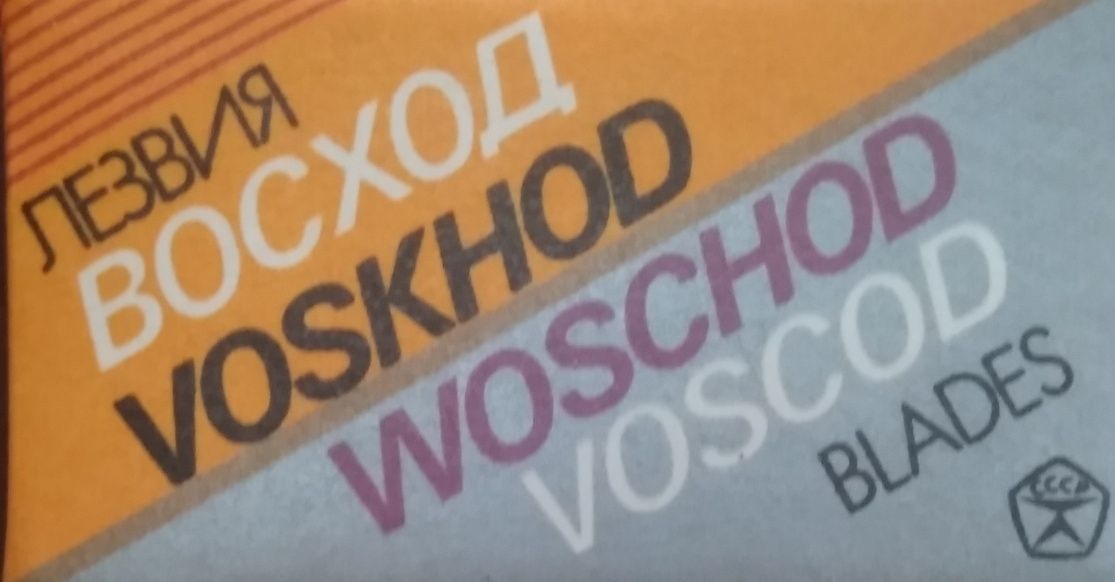 ЛЕЗВИЯ
ВОСХОД
VOSKHOD
WOSCHOD
VOSCOD
BLADES
СССР